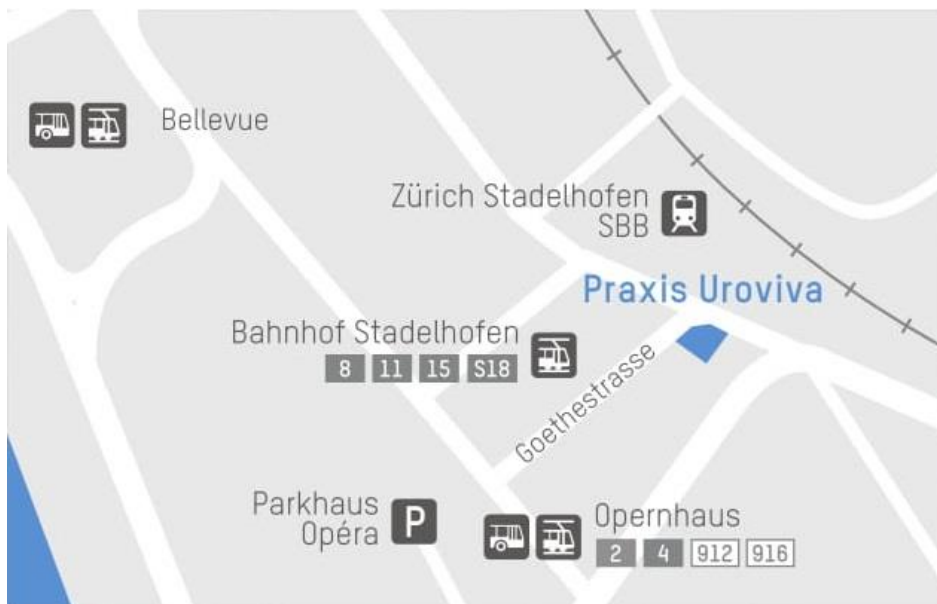 Bellevue
Zürich Stadelhofen
SBB
Praxis Uroviva
Bahnhof Stadelhofen
8 11 15 S18
Goethestrasse
Parkhaus
Opéra
P
Opernhaus
2 4 912 916